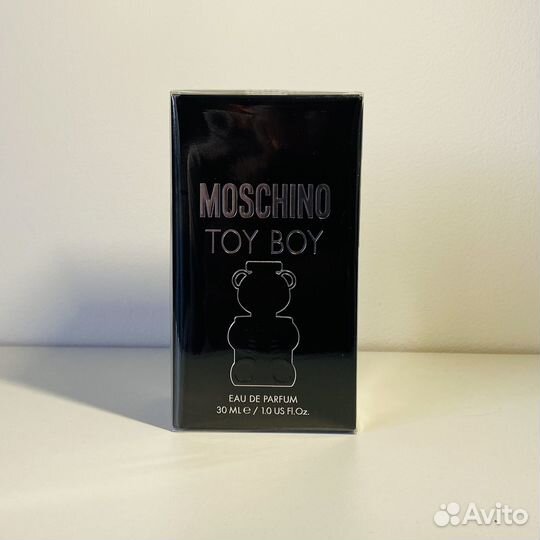 MOSCHINO
TOY BOY
EAU DE PARFUM
30 ML ℮ / 1.0 US Fl.Oz.
Avito